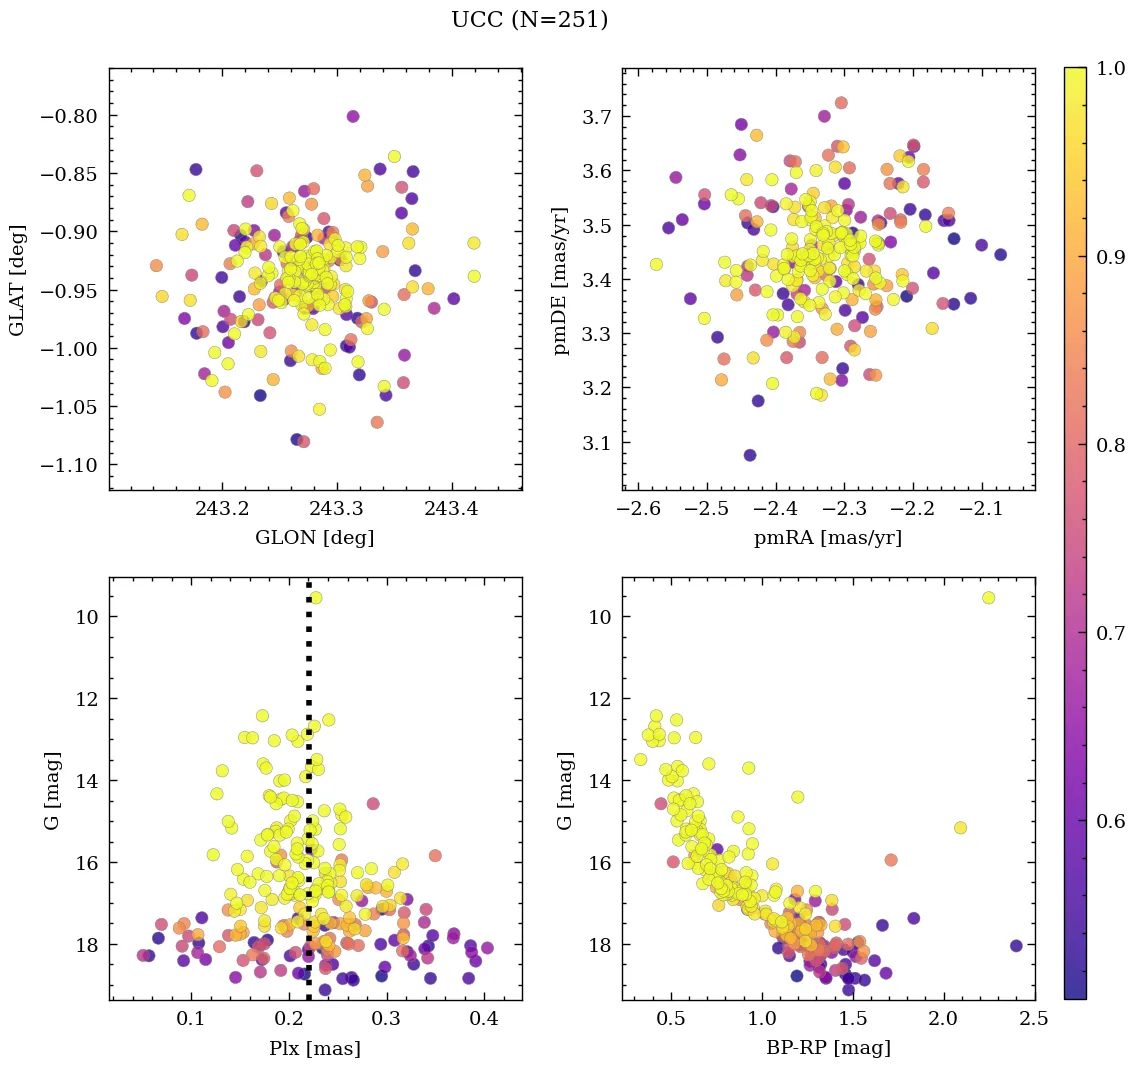 UCC (N=251)
−0.80
−0.85
−0.90
−0.95
−1.00
−1.05
−1.10
GLAT [deg]
243.2 243.3 243.4
GLON [deg]
3.7
3.6
3.5
3.4
3.3
3.2
3.1
pmDE [mas/yr]
−2.6 −2.5 −2.4 −2.3 −2.2 −2.1
pmRA [mas/yr]
10
12
14
16
18
G [mag]
0.1 0.2 0.3 0.4
Plx [mas]
10
12
14
16
18
G [mag]
0.5 1.0 1.5 2.0 2.5
BP-RP [mag]
1.0
0.9
0.8
0.7
0.6